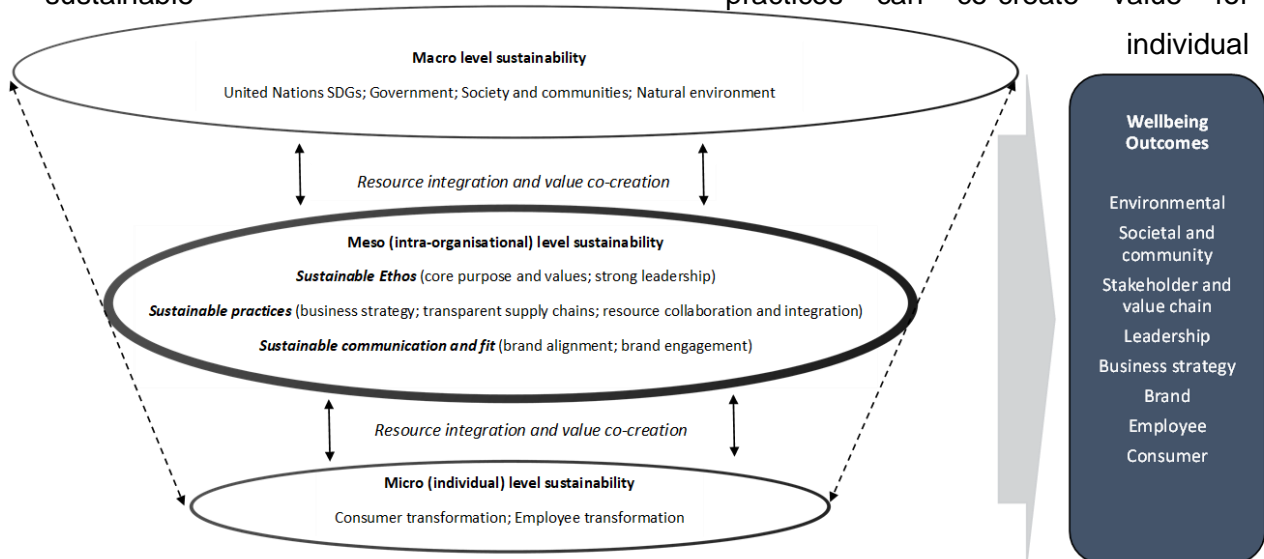 sustainable practices can co-create value for
individual
Macro level sustainability
United Nations SDGs; Government; Society and communities; Natural environment
Resource integration and value co-creation
Meso (intra-organisational) level sustainability
Sustainable Ethos (core purpose and values; strong leadership)
Sustainable practices (business strategy; transparent supply chains; resource collaboration and integration)
Sustainable communication and fit (brand alignment; brand engagement)
Resource integration and value co-creation
Micro (individual) level sustainability
Consumer transformation; Employee transformation
Wellbeing
Outcomes
Environmental
Societal and
community
Stakeholder and
value chain
Leadership
Business strategy
Brand
Employee
Consumer